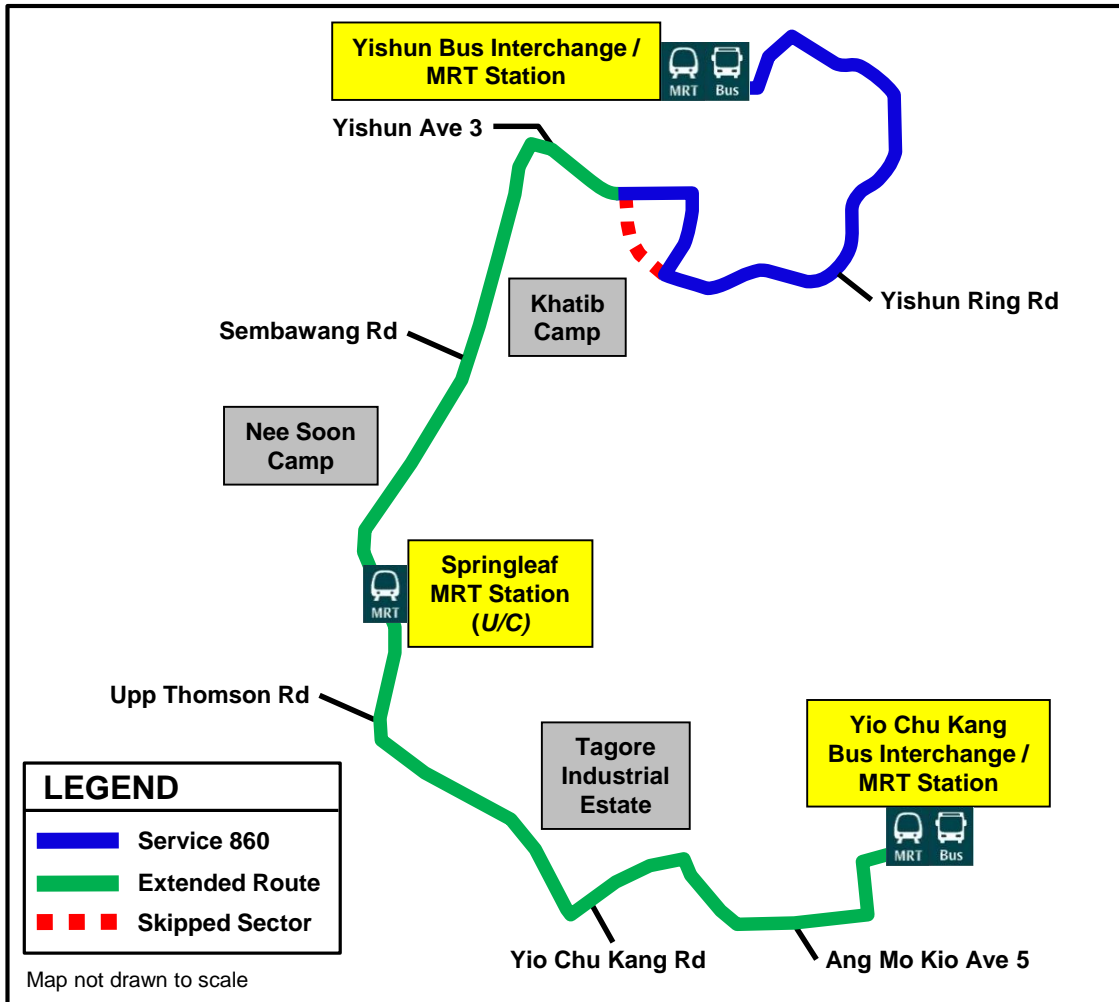 Yishun Bus Interchange /
MRT Station
MRT Bus
Yishun Ave 3
Yishun Ring Rd
Khatib
Camp
Sembawang Rd
Nee Soon
Camp
MRT
Springleaf
MRT Station
(U/C)
Upp Thomson Rd
Tagore
Industrial
Estate
Yio Chu Kang
Bus Interchange /
MRT Station
MRT Bus
LEGEND
Service 860
Extended Route
Skipped Sector
Yio Chu Kang Rd
Ang Mo Kio Ave 5
Map not drawn to scale